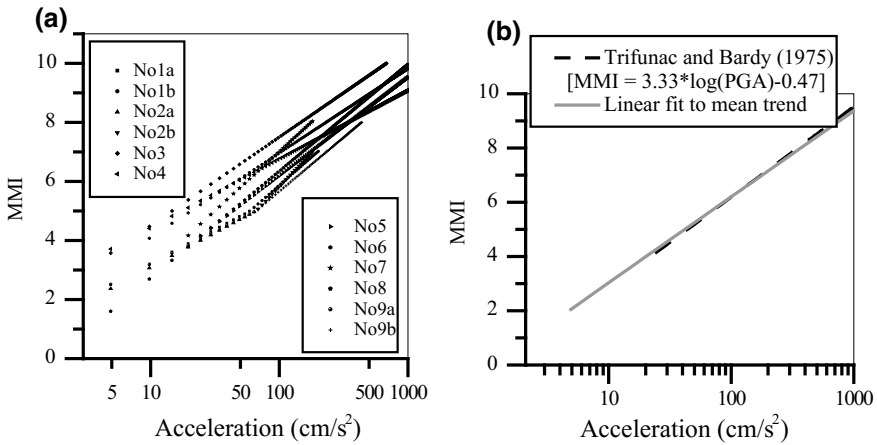 (a)
10
8
6
4
2
0
MMI
No1a
No1b
No2a
No2b
No3
No4
No5
No6
No7
No8
No9a
No9b
5 10 50 100 500 1000
Acceleration (cm/s²)
(b)
Trifunac and Bardy (1975)
[MMI = 3.33*log(PGA)-0.47]
Linear fit to mean trend
10
8
6
4
2
0
MMI
10 100 1000
Acceleration (cm/s²)